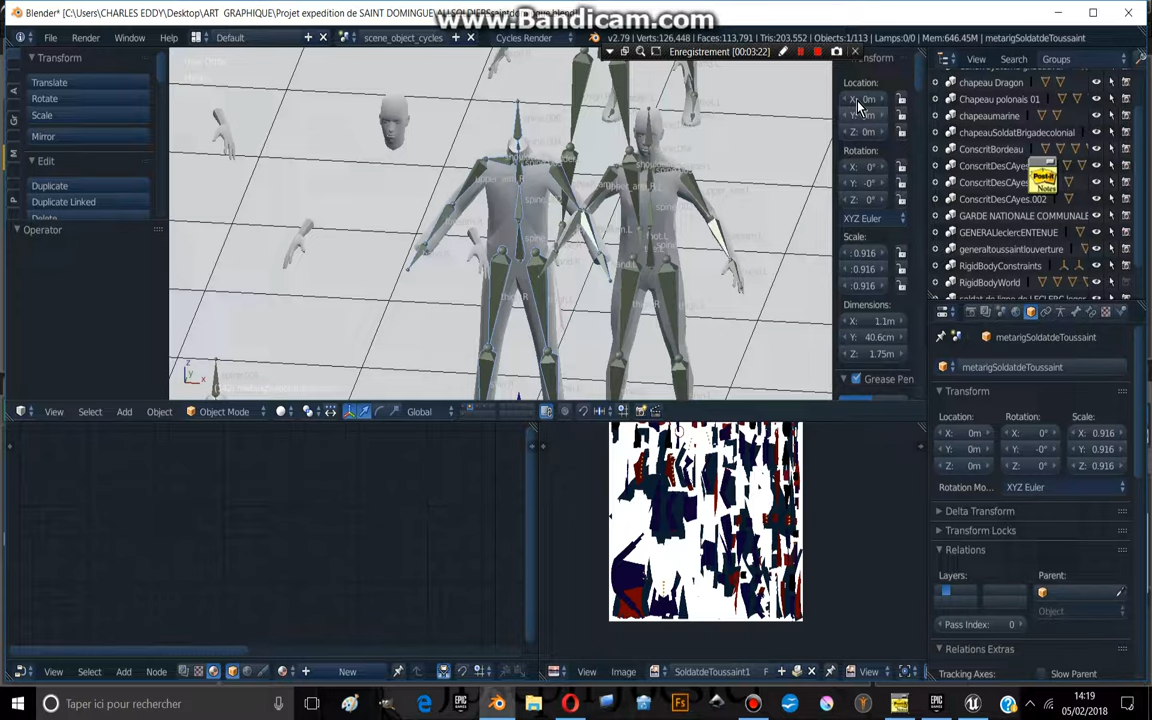 Blender* [C:\Users\CHARLES EDDY\Desktop\ART GRAPHIQUE\Projet expedition de SAINT DOMINGUE\
www.Bandicam.com
File Render Window Help Default scene_object_cycles Cycles Render v2.79 | Verts:126,448 | Faces:113,791 | Tris:203,552 | Objects:1/113 | Lamps:0/0 | Mem:646.45M | metarigSoldatdeToussaint
Enregistrement [00:03:22]
Transform
Translate
Rotate
Scale
Mirror
Edit
Duplicate
Duplicate Linked
Delete
Operator
Location:
X: 0m
Y: 0m
Z: 0m
Rotation:
X: 0°
Y: -0°
Z: 0°
XYZ Euler
Scale:
:0.916
:0.916
:0.916
Dimensions:
X: 1.1m
Y: 40.6cm
Z: 1.75m
Grease Pen
View Search Groups
chapeau Dragon
Chapeau polonais 01
chapeaumarine
chapeauSoldatBrigadecolonial
ConscritBordeau
ConscritDesCAyes
ConscritDesCAye
ConscritDesCAyes.002
GARDE NATIONALE COMMUNALE
GENERALleclercENTENUE
generaltoussaintlouverture
RigidBodyConstraints
RigidBodyWorld
Post-it
Notes
metarigSoldatdeToussaint
metarigSoldatdeToussaint
Transform
Location: Rotation: Scale:
X: 0m X: 0° X: 0.916
Y: 0m Y: -0° Y: 0.916
Z: 0m Z: 0° Z: 0.916
Rotation Mo... XYZ Euler
Delta Transform
Transform Locks
Relations
Layers: Parent:
Object
Pass Index: 0
Relations Extras
Tracking Axes: Slow Parent
View Select Add Object Object Mode Global
View Select Add Node New
View Image SoldatdeToussaint1 F View
Taper ici pour rechercher
14:19
05/02/2018